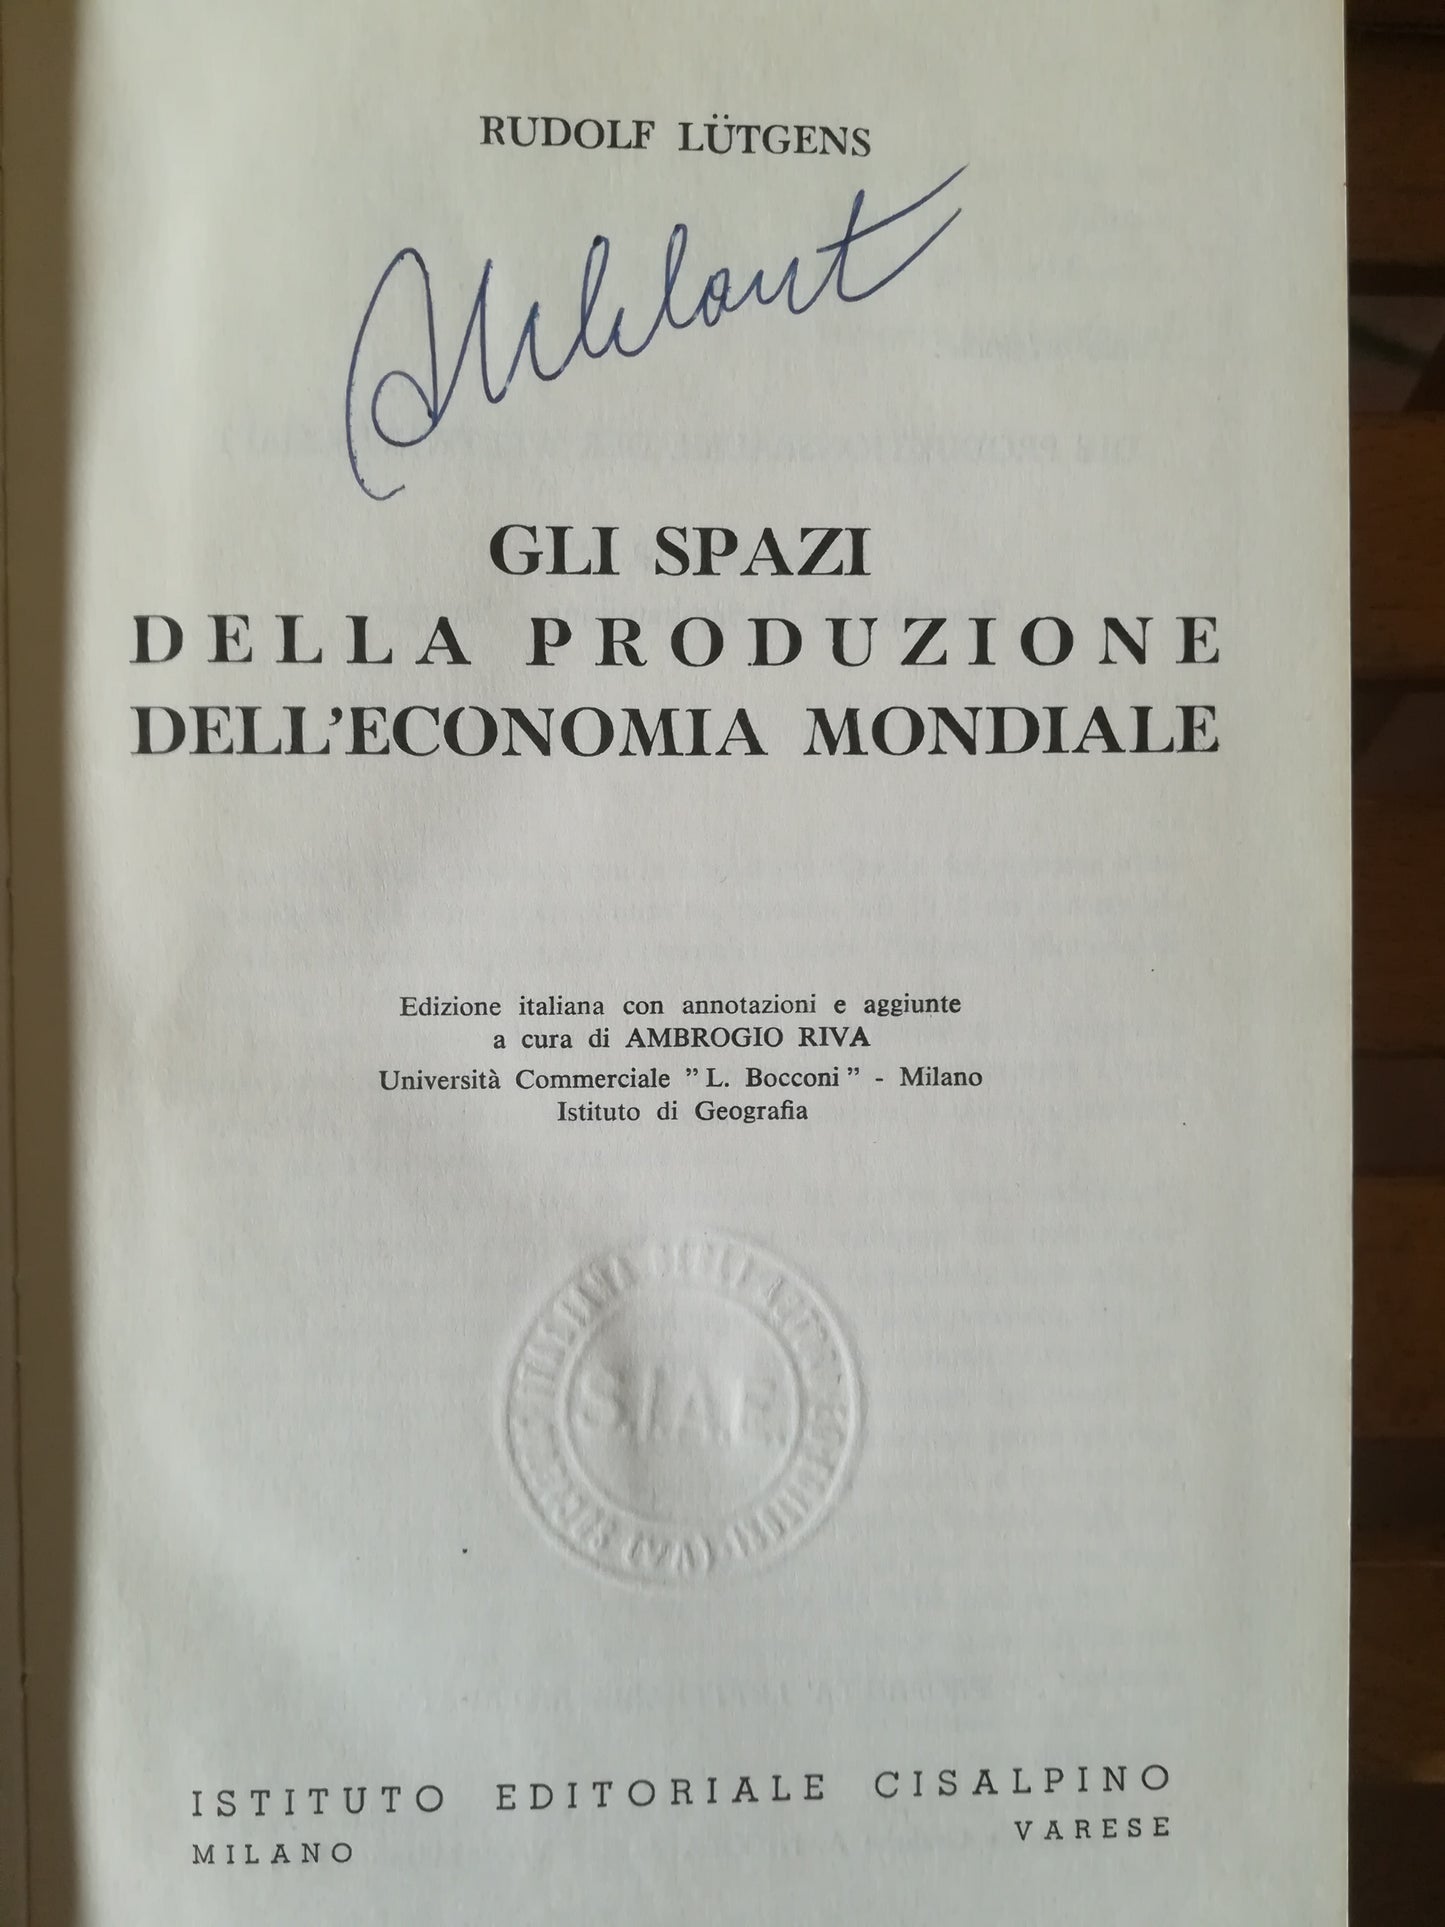 RUDOLF LÜTGENS
GLI SPAZI
DELLA PRODUZIONE
DELL'ECONOMIA MONDIALE
Edizione italiana con annotazioni e aggiunte
a cura di AMBROGIO RIVA
Università Commerciale ” L. Bocconi ” - Milano
Istituto di Geografia
S.I.A.E.
ISTITUTO EDITORIALE CISALPINO
MILANO VARESE